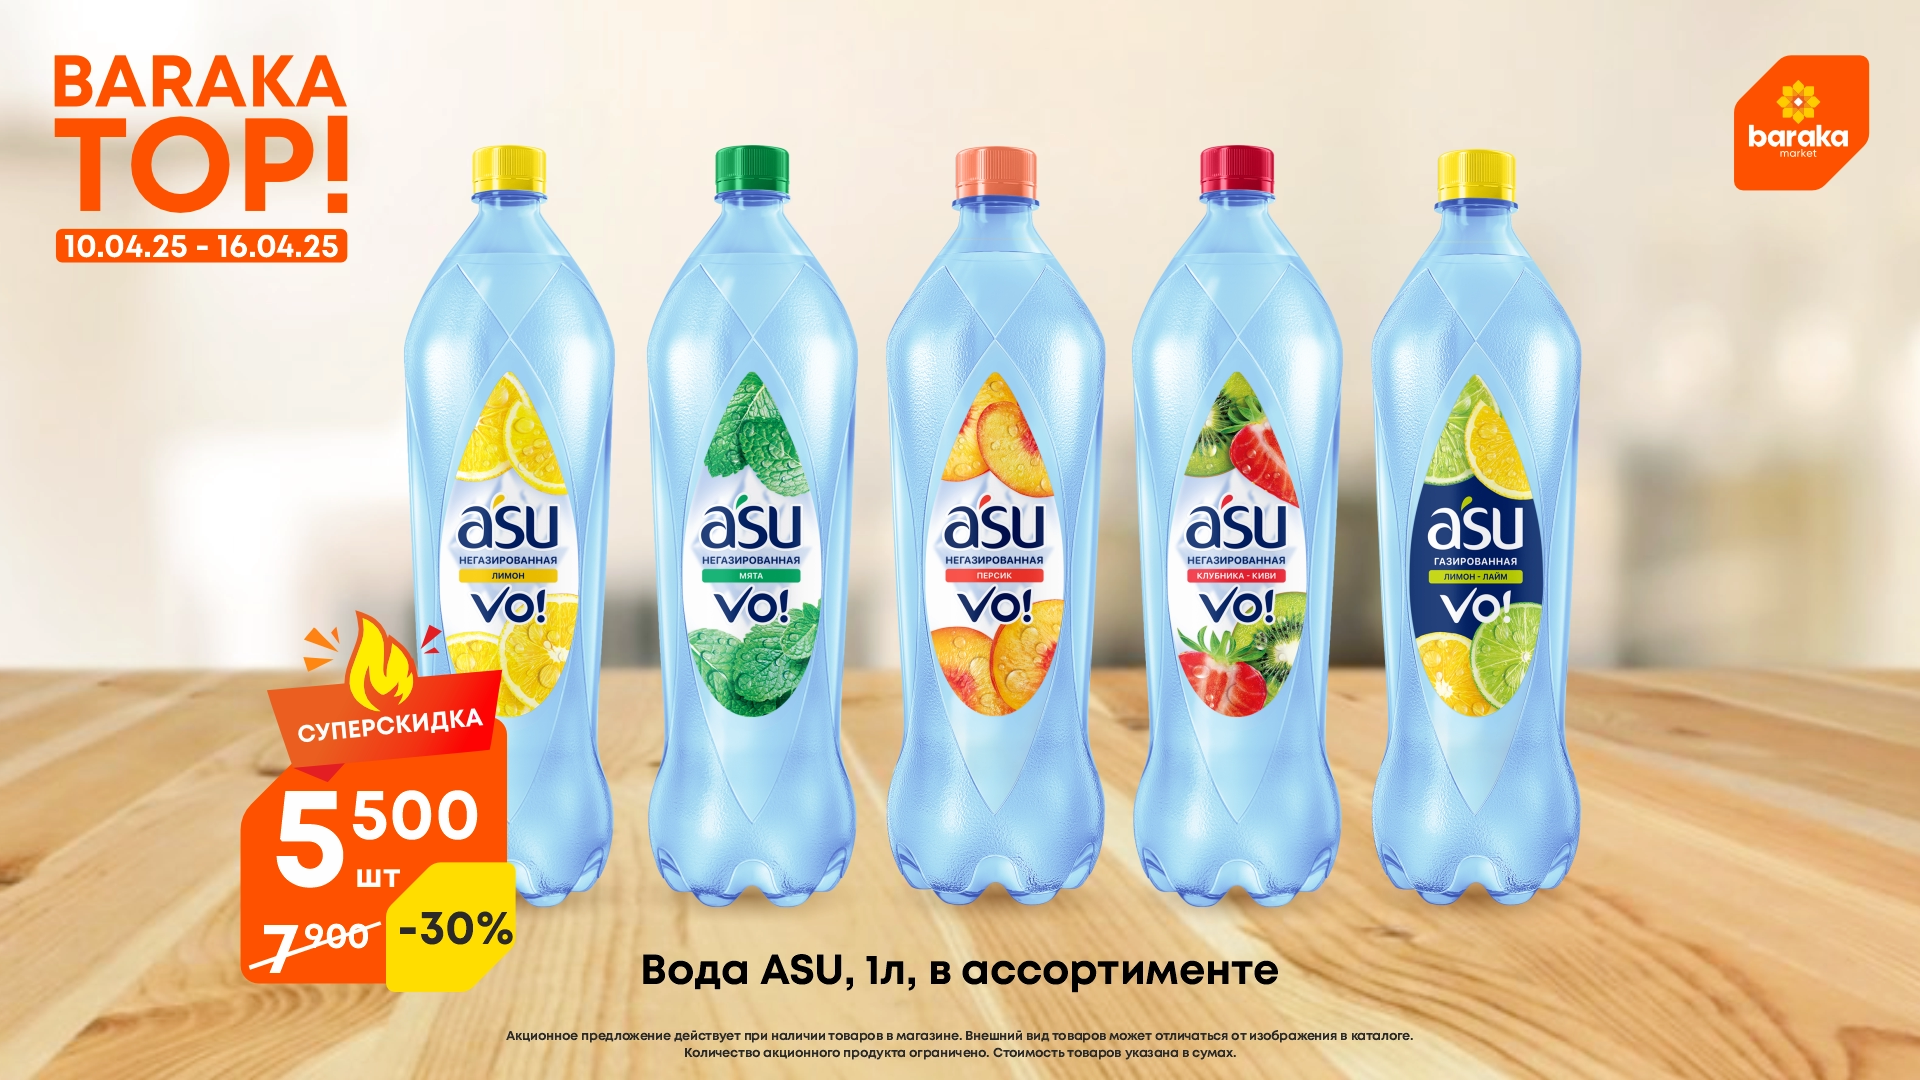 BARAKA
TOP!
10.04.25 - 16.04.25
baraka
market
asu
НЕГАЗИРОВАННАЯ
ЛИМОН
VO!
asu
НЕГАЗИРОВАННАЯ
МЯТА
VO!
asu
НЕГАЗИРОВАННАЯ
ПЕРСИК
VO!
asu
НЕГАЗИРОВАННАЯ
КЛУБНИКА - КИВИ
VO!
asu
ГАЗИРОВАННАЯ
ЛИМОН - ЛАЙМ
VO!
СУПЕРСКИДКА
5 500
шт
7 900
-30%
Вода ASU, 1л, в ассортименте
Акционное предложение действует при наличии товаров в магазине. Внешний вид товаров может отличаться от изображения в каталоге.
Количество акционного продукта ограничено. Стоимость товаров указана в сумах.